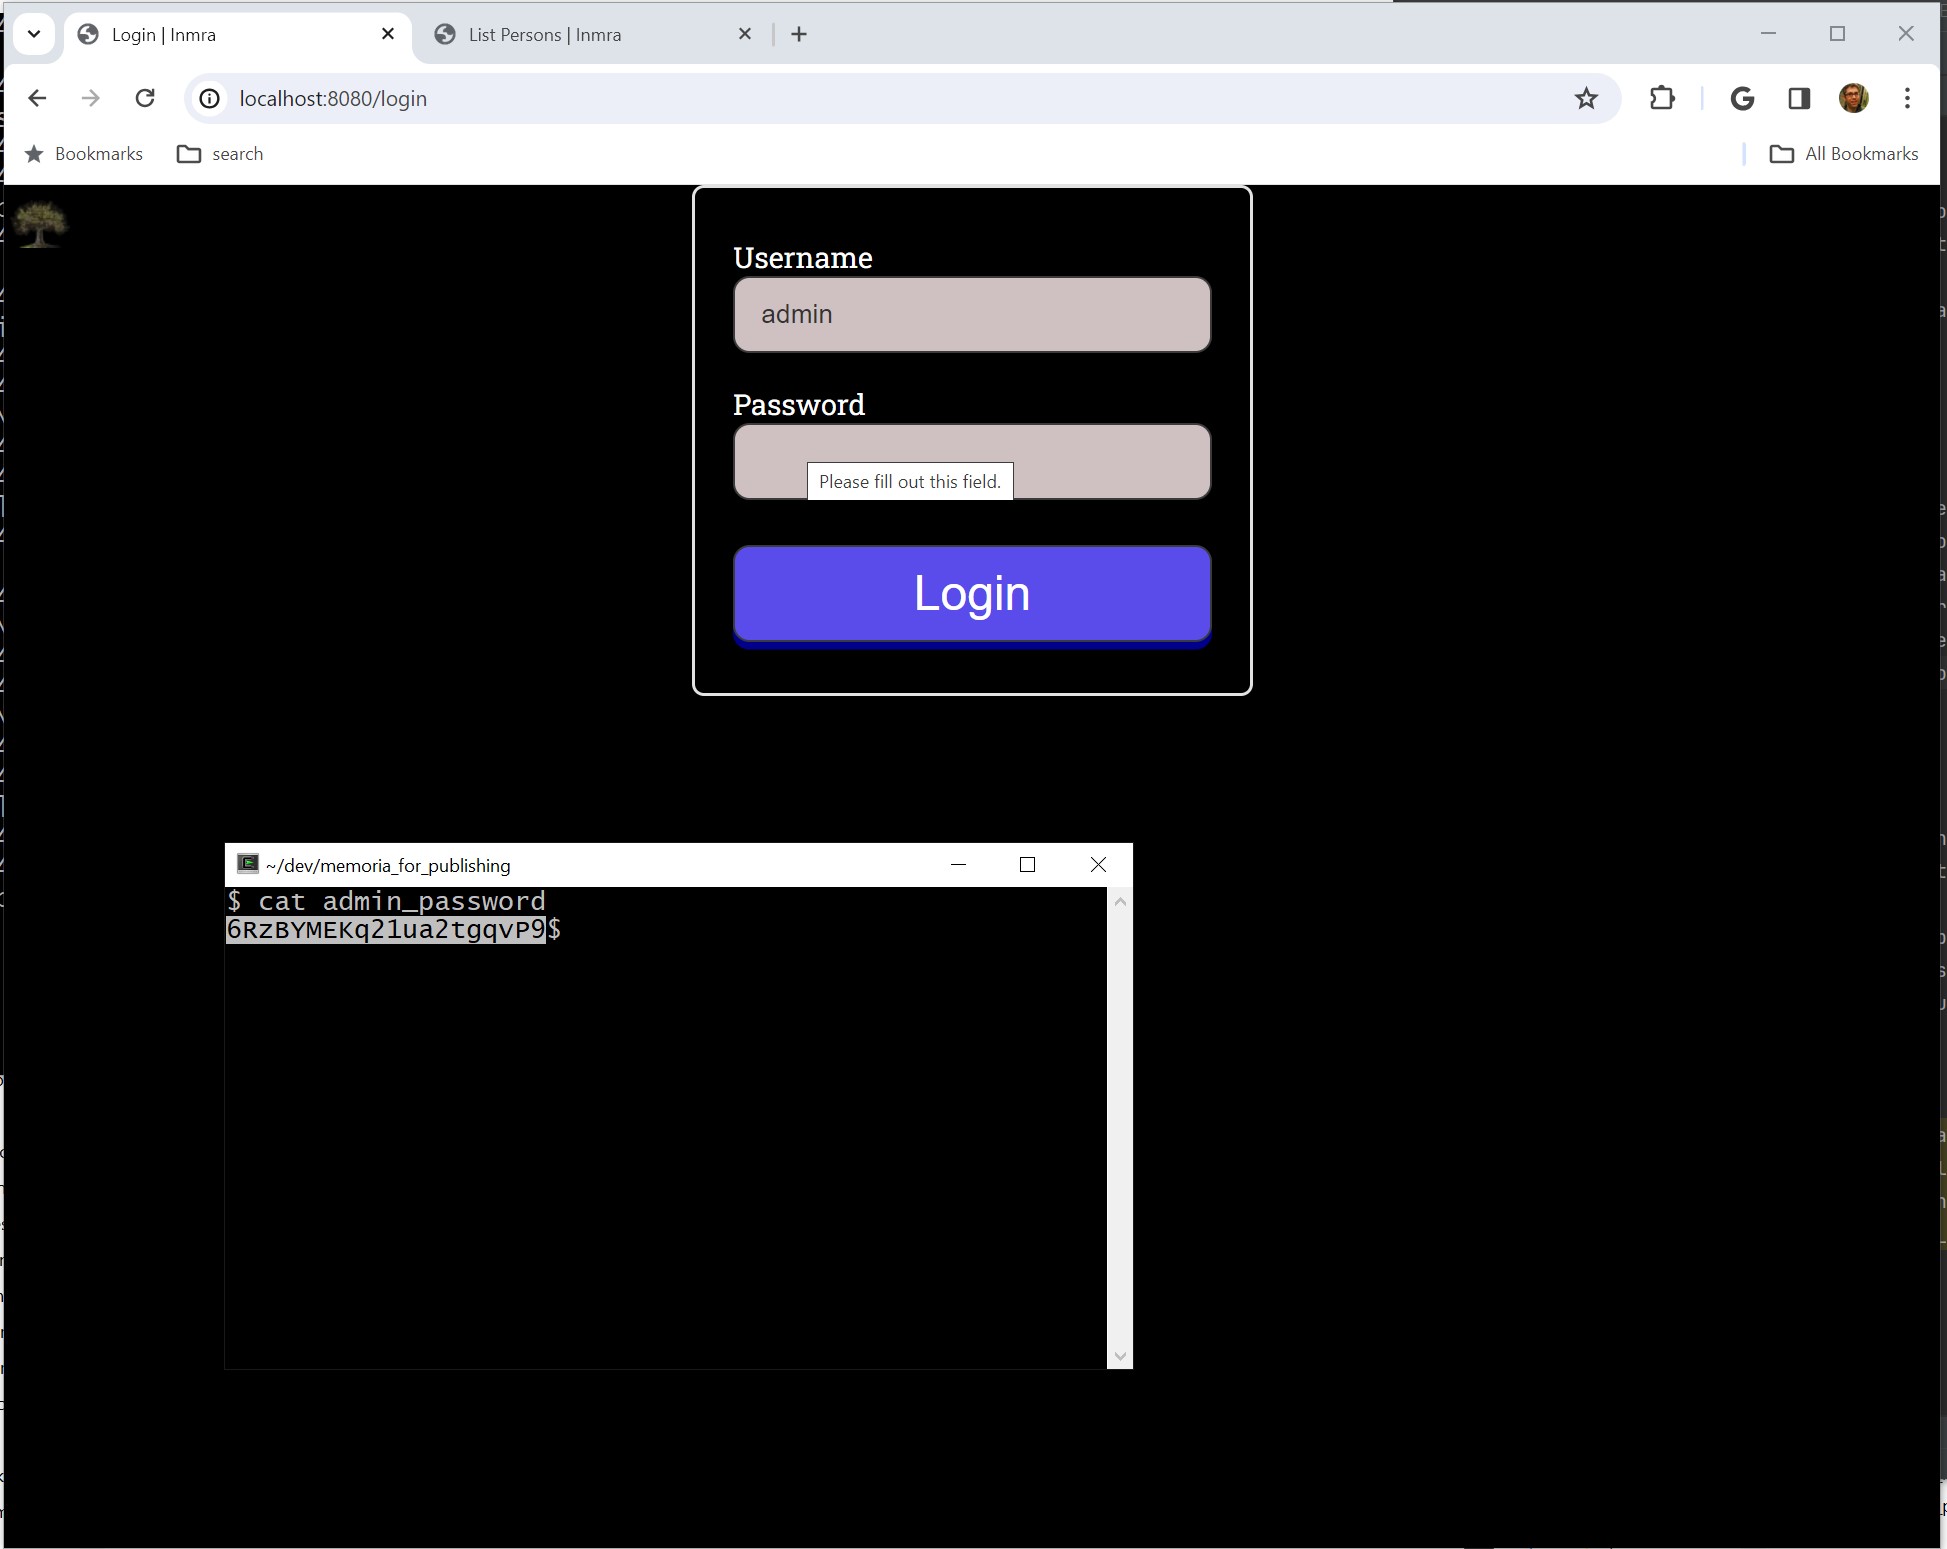 Login | Inmra
List Persons | Inmra
localhost:8080/login
Bookmarks
search
All Bookmarks
Username
admin
Password
Please fill out this field.
Login
~/dev/memoria_for_publishing
$ cat admin_password
6RzBYMEKq21ua2tgqvP9$